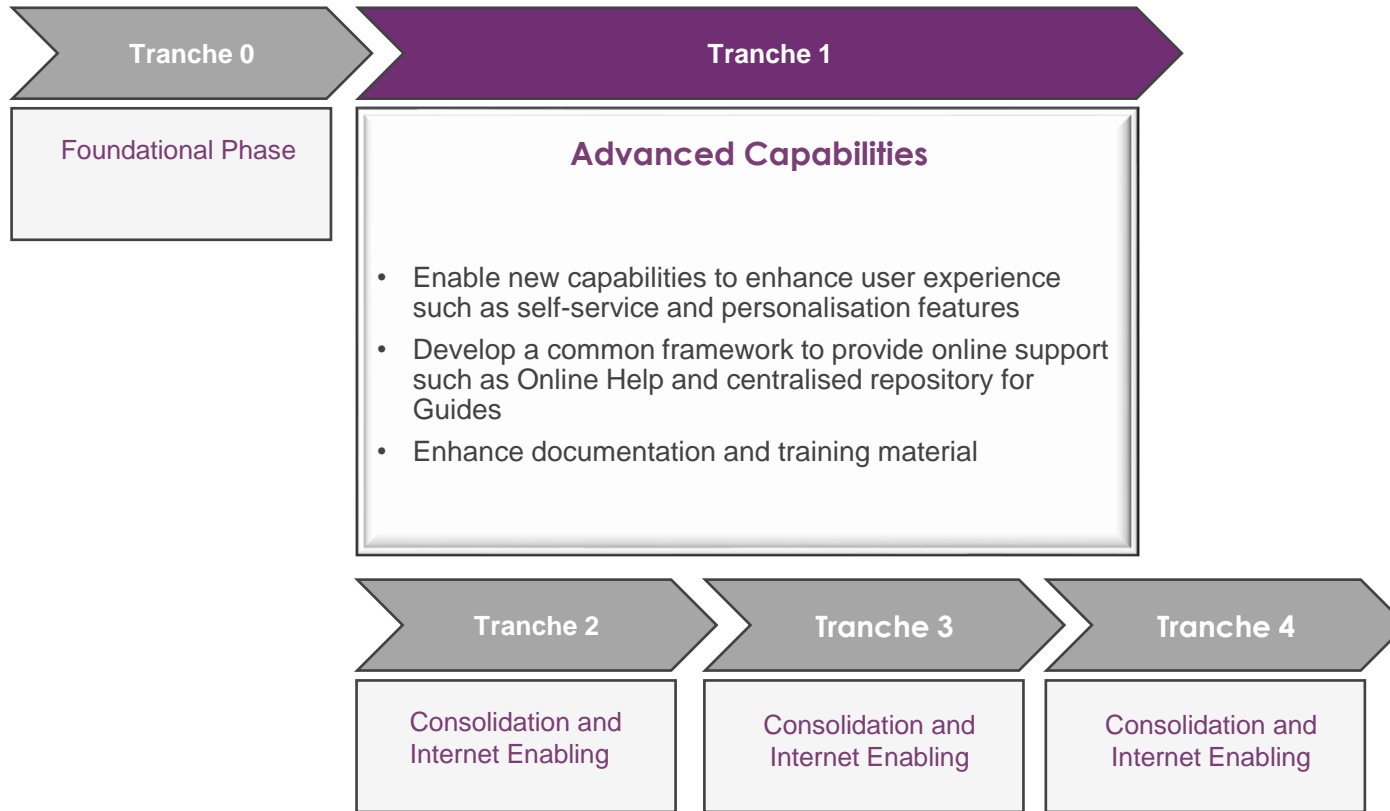 Tranche 0
Tranche 1
Foundational Phase
Advanced Capabilities
• Enable new capabilities to enhance user experience
such as self-service and personalisation features
• Develop a common framework to provide online support
such as Online Help and centralised repository for
Guides
• Enhance documentation and training material
Tranche 2
Tranche 3
Tranche 4
Consolidation and
Internet Enabling
Consolidation and
Internet Enabling
Consolidation and
Internet Enabling